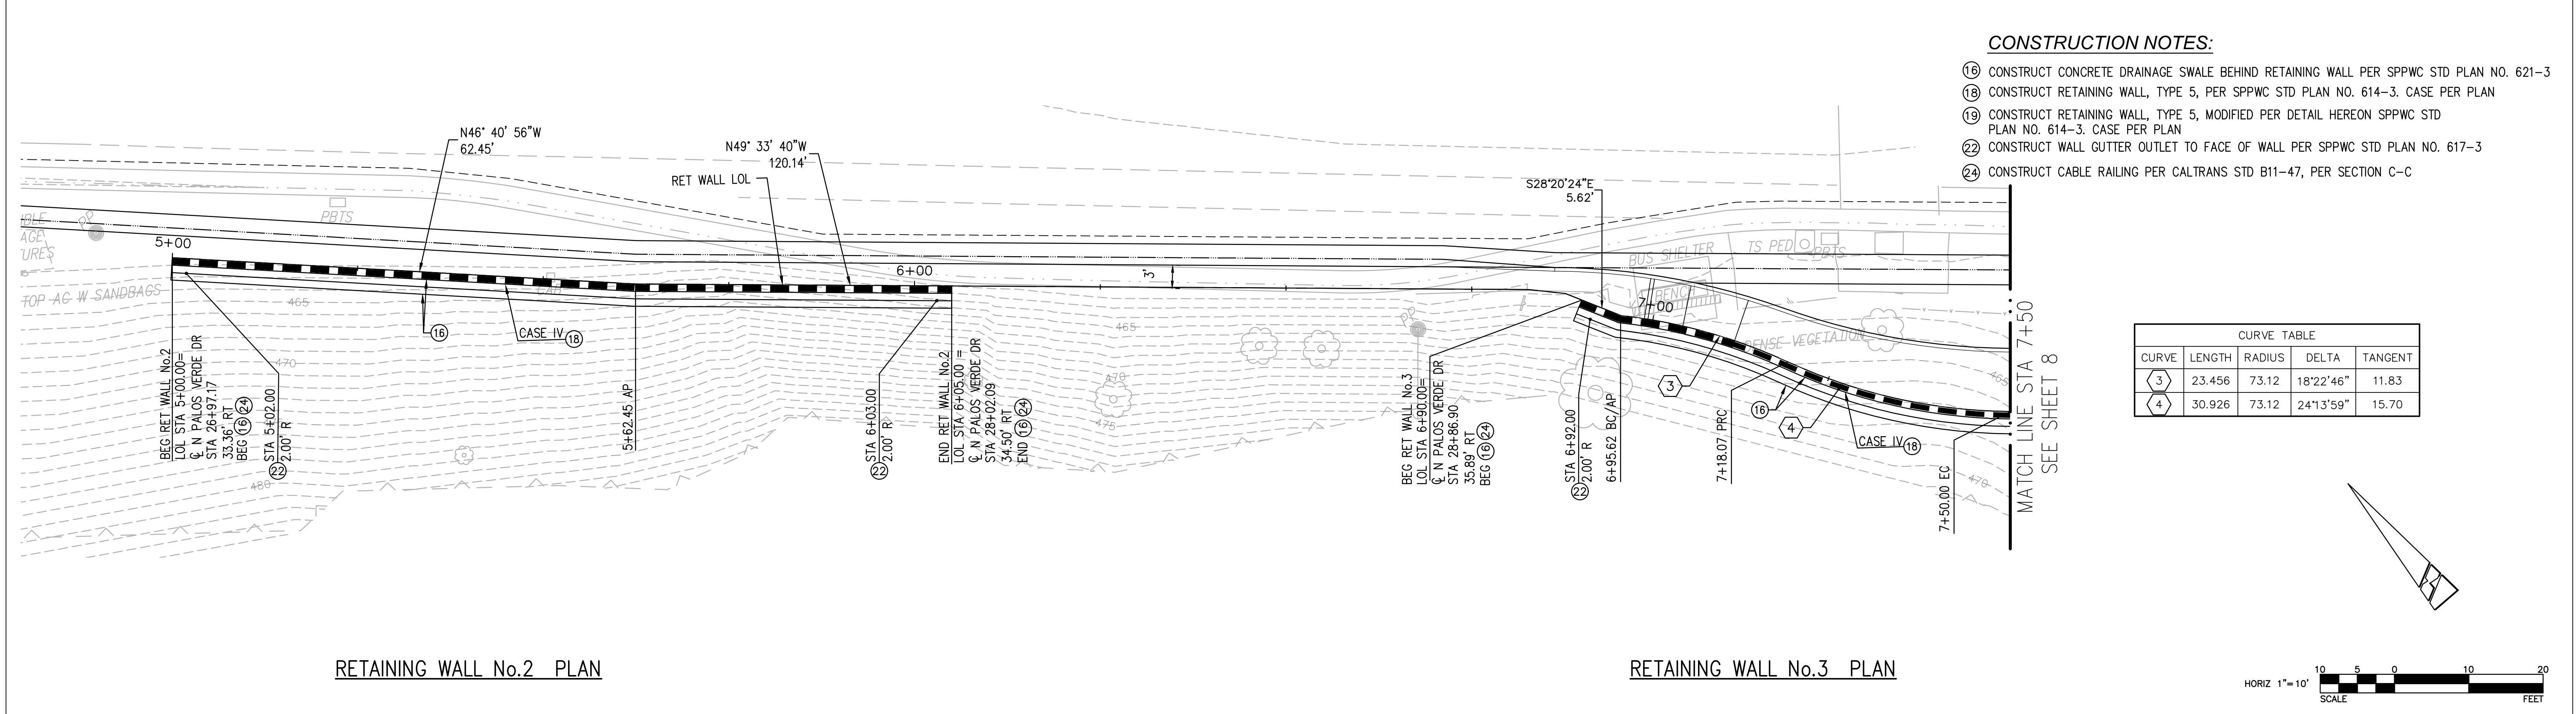 CONSTRUCTION NOTES:
16 CONSTRUCT CONCRETE DRAINAGE SWALE BEHIND RETAINING WALL PER SPPWC STD PLAN NO. 621-3
18 CONSTRUCT RETAINING WALL, TYPE 5, PER SPPWC STD PLAN NO. 614-3. CASE PER PLAN
19 CONSTRUCT RETAINING WALL, TYPE 5, MODIFIED PER DETAIL HEREON SPPWC STD
PLAN NO. 614-3. CASE PER PLAN
22 CONSTRUCT WALL GUTTER OUTLET TO FACE OF WALL PER SPPWC STD PLAN NO. 617-3
24 CONSTRUCT CABLE RAILING PER CALTRANS STD B11-47, PER SECTION C-C
N46° 40' 56"W
62.45'
N49° 33' 40"W
120.14'
RET WALL LOL
S28°20'24"E
5.62'
PP
PBTS
AGE
URES
TOP AC W SANDBAGS
5+00
6+00
3'
BUS SHELTER
TS PED
PBTS
BENCH
7+00
DENSE VEGETATION
PP
465
470
480
465
470
475
465
470
16
CASE IV 18
BEG RET WALL No.2
LOL STA 5+00.00=
℄ N PALOS VERDE DR
STA 26+97.17
33.36' RT
BEG 16 24
STA 5+02.00
2.00' R
22
5+62.45 AP
STA 6+03.00
2.00' R
22
END RET WALL No.2
LOL STA 6+05.00 =
℄ N PALOS VERDE DR
STA 28+02.09
34.50' RT
END 16 24
BEG RET WALL No.3
LOL STA 6+90.00=
℄ N PALOS VERDE DR
STA 28+86.90
35.89' RT
BEG 16 24
STA 6+92.00
2.00' R
22
6+95.62 BC/AP
3
7+18.07 PRC
16
4
CASE IV 18
7+50.00 EC
MATCH LINE STA 7+50
SEE SHEET 8
CURVE TABLE
CURVE LENGTH RADIUS DELTA TANGENT
3 23.456 73.12 18°22'46" 11.83
4 30.926 73.12 24°13'59" 15.70
RETAINING WALL No.2 PLAN
RETAINING WALL No.3 PLAN
HORIZ 1"=10'
10 5 0 10 20
SCALE FEET